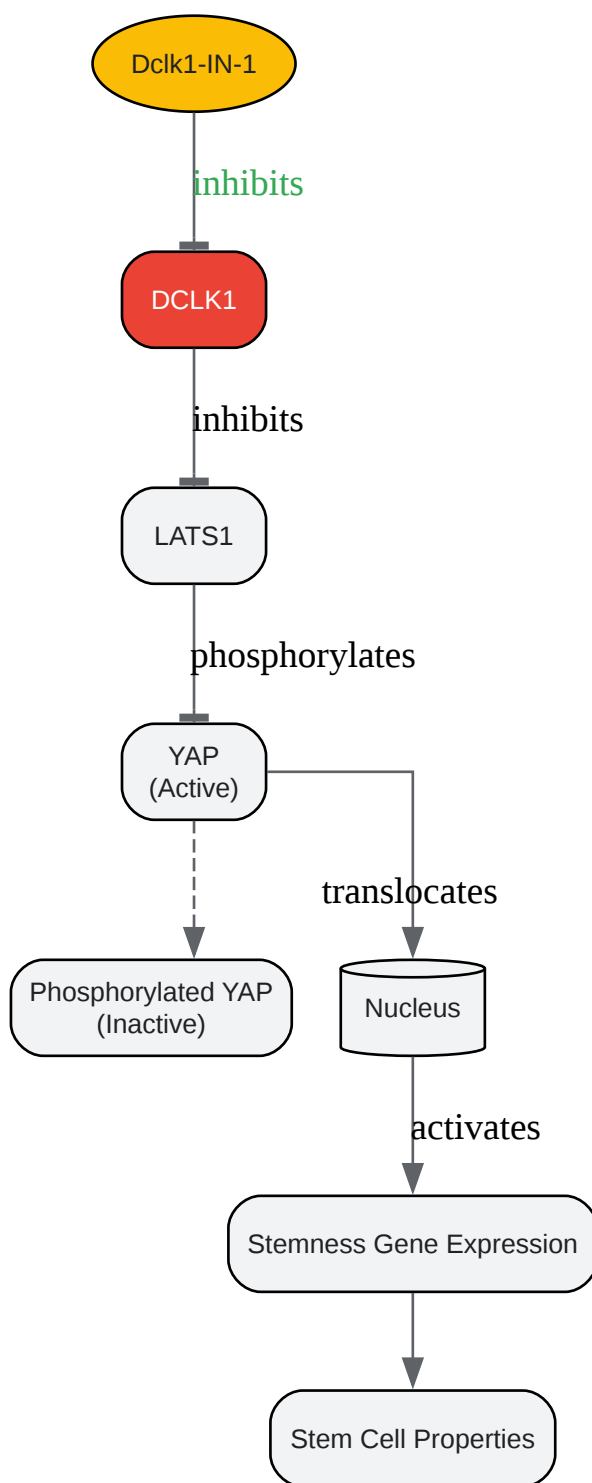 Dclk1-IN-1
inhibits
DCLK1
inhibits
LATS1
phosphorylates
YAP
(Active)
translocates
Phosphorylated YAP
(Inactive)
Nucleus
activates
Stemness Gene Expression
Stem Cell Properties